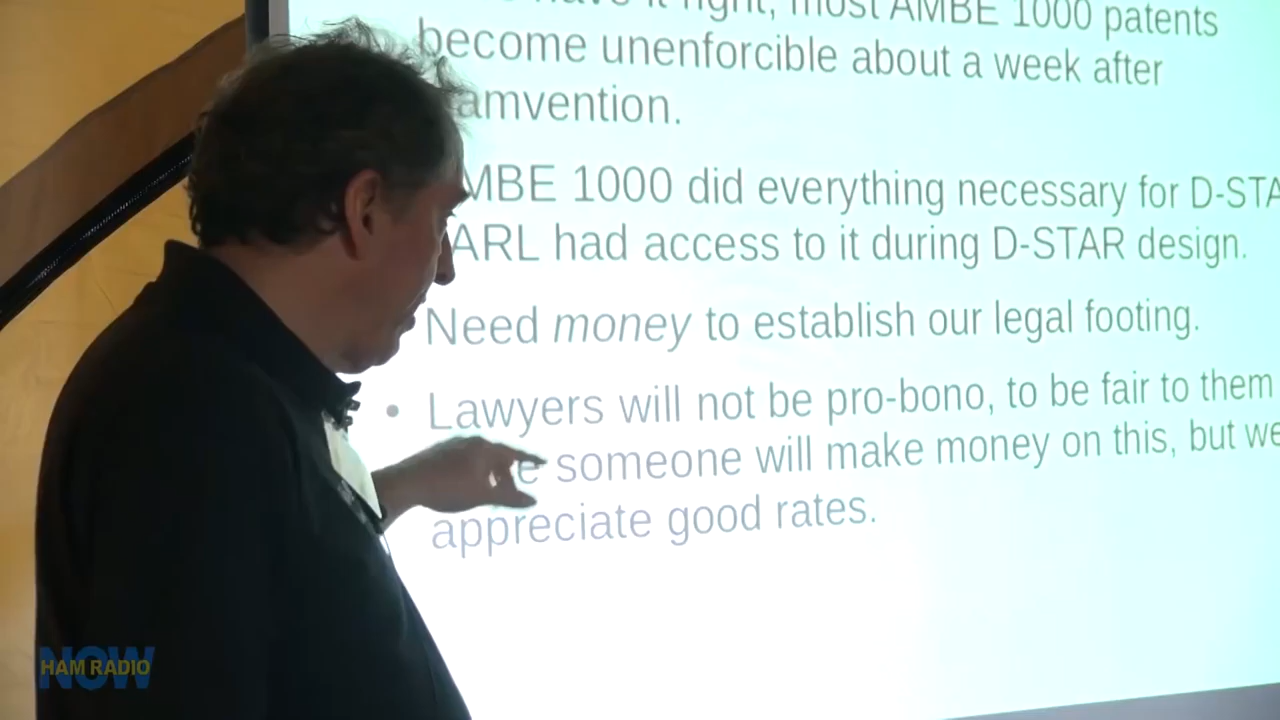 have it right, most AMBE 1000 patents
become unenforcible about a week after
amvention.
MBE 1000 did everything necessary for D-STA
ARL had access to it during D-STAR design.
Need money to establish our legal footing.
• Lawyers will not be pro-bono, to be fair to them
e someone will make money on this, but we
appreciate good rates.
HAM RADIO
NOW